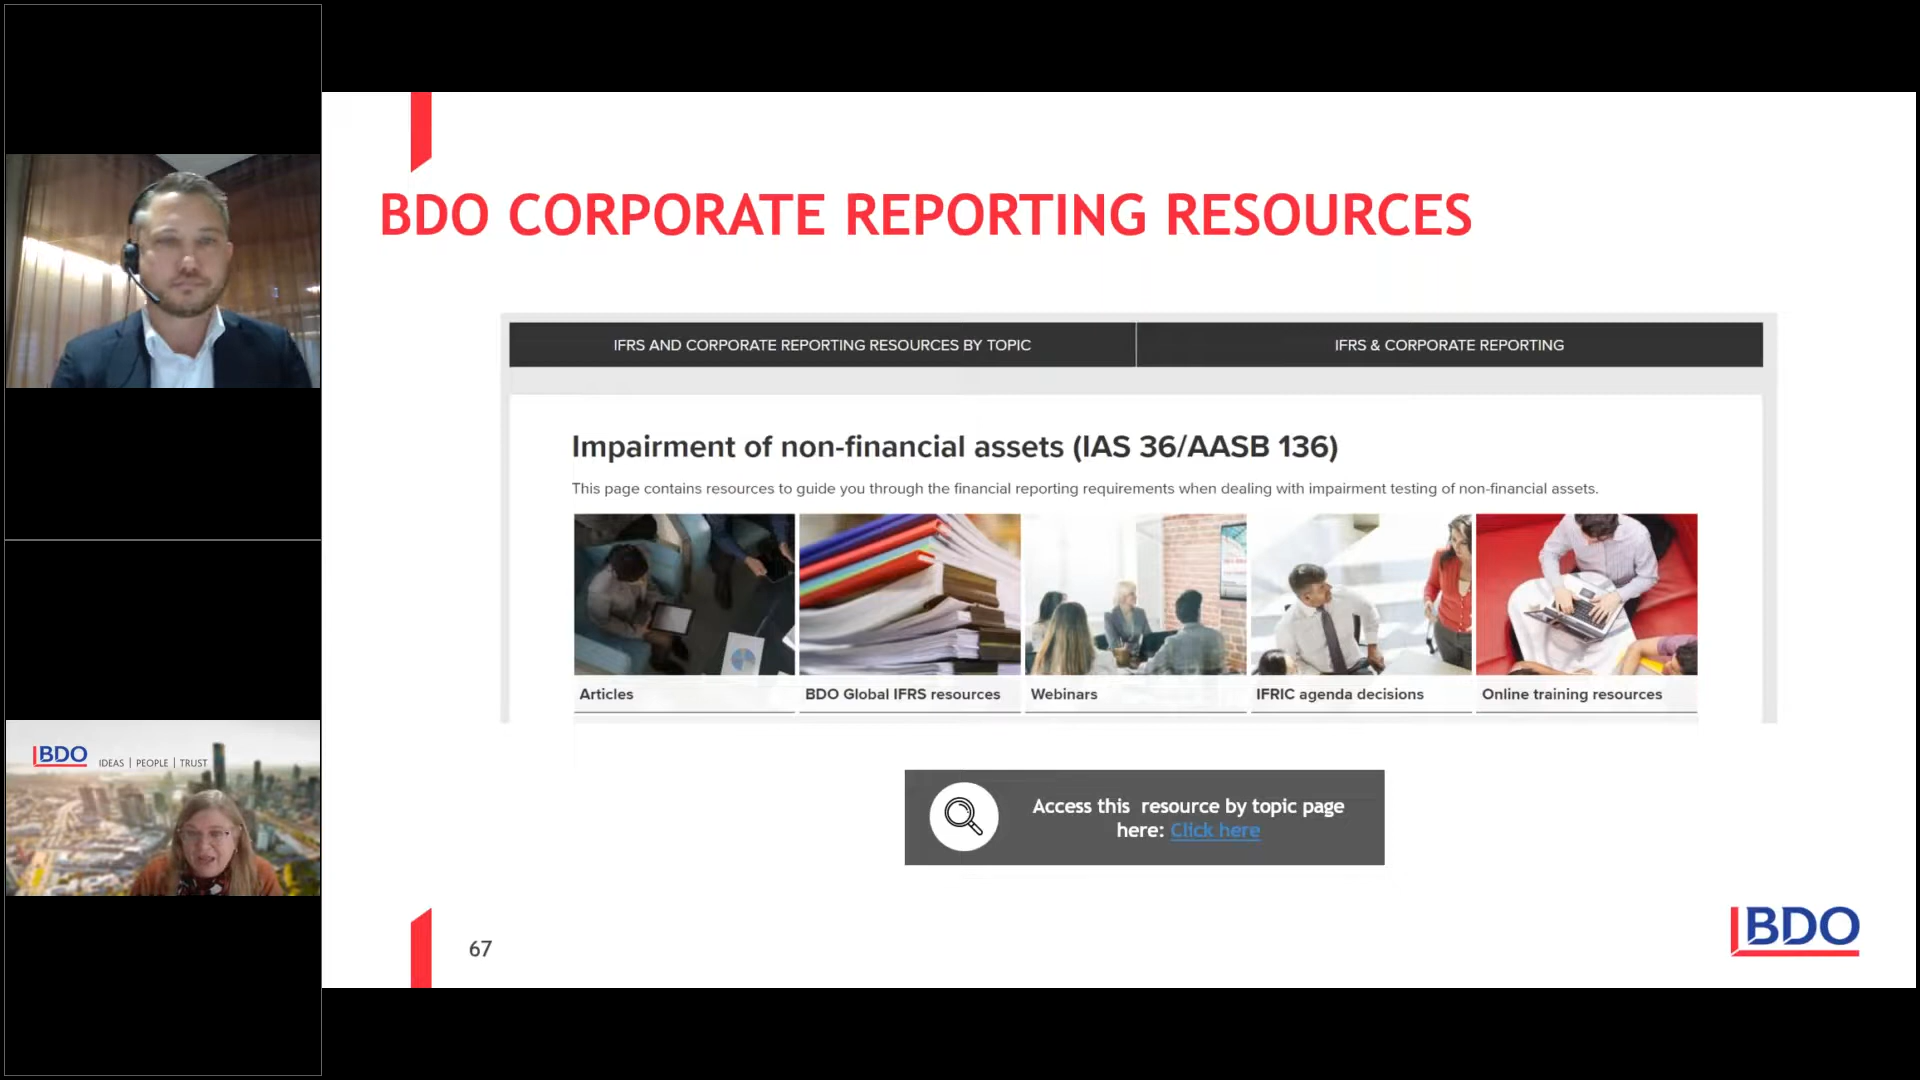 BDO CORPORATE REPORTING RESOURCES
IFRS AND CORPORATE REPORTING RESOURCES BY TOPIC
IFRS & CORPORATE REPORTING
Impairment of non-financial assets (IAS 36/AASB 136)
This page contains resources to guide you through the financial reporting requirements when dealing with impairment testing of non-financial assets.
Articles
BDO Global IFRS resources
Webinars
IFRIC agenda decisions
Online training resources
BDO IDEAS | PEOPLE | TRUST
Access this resource by topic page
here: Click here
67
BDO